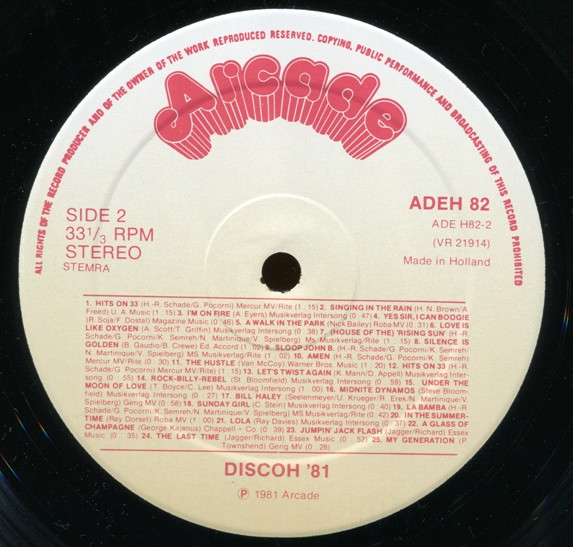 ALL RIGHTS OF THE RECORD PRODUCER AND OF THE OWNER OF THE WORK REPRODUCED RESERVED. COPYING, PUBLIC PERFORMANCE AND BROADCASTING OF THIS RECORD PROHIBITED
Arcade
SIDE 2
33 1/3 RPM
STEREO
STEMRA
ADEH 82
ADE H82-2
(VR 21914)
Made in Holland
1. HITS ON 33 (H.-R. Schade/G. Pocorni) Mercur MV/Rite (1:15) 2. SINGING IN THE RAIN (H. N. Brown/A.
Freed) U.A. Music (1:15) 3. I'M ON FIRE (A. Eyers) Musikverlag Intersong (0:47) 4. YES SIR, I CAN BOOGIE
(R. Soja/F. Dostal) Magazine Music (0:46) 5. A WALK IN THE PARK (Nick Bailey) Roba MV (0:31) 6. LOVE IS
LIKE OXYGEN (A. Scott/T. Griffin) Musikverlag Intersong (0:38) 7. (HOUSE OF THE) 'RISING SUN' (H.-R.
Schade/G. Pocorni/K. Semreh/N. Martinique/V. Spielberg) Ms. Musikverlag/Rite (1:15) 8. SILENCE IS
GOLDEN (B. Gaudio/B. Crewe) Ed. Accord (1:02) 9. SLOOP JOHN B. (H.-R. Schade/G. Pocorni/K. Semreh/
N. Martinique/V. Spielberg) MS Musikverlag/Rite (1:02) 10. AMEN (H.-R. Schade/G. Pocorni/K. Semreh/
MV/Rite (0:30) 11. THE HUSTLE (Van McCoy) Warner Bros. Music (1:20) 12. HITS ON 33 (H.-R.
Schade/G. Pocorni) Mercur MV/Rite (1:15) 13. LET'S TWIST AGAIN (K. Mann/D. Appell) Musikverlag Inter-
song (0:55) 14. ROCK-BILLY-REBEL (St. Bloomfield) Musikverlag Intersong (0:59) 15. UNDER THE
MOON OF LOVE (T. Boyce/C. Lee) Musikverlag Intersong (1:00) 16. MIDNITE DYNAMOS (Steve Bloom-
field) Musikverlag Intersong (0:27) 17. BILL HALEY (Seelenmeyer/U. Krueger/R. Erek/N. Martinique/V.
Spielberg) Gerig MV (0:58) 18. SUNDAY GIRL (C. Stein) Musikverlag Intersong (0:40) 19. LA BAMBA (H.-R.
Schade/G. Pocorni/K. Semreh/N. Martinique/V. Spielberg) MS Musikverlag/Rite (0:42) 20. 'IN THE SUMMER-
TIME (Ray Dorset) Roba MV (1:00) 21. LOLA (Ray Davies) Musikverlag Intersong (0:37) 22. A GLASS OF
CHAMPAGNE (George Kajanus) Chappell + Co. (0:39) 23. JUMPIN' JACK FLASH (Jagger/Richard) Essex
Music (0:35) 24. THE LAST TIME (Jagger/Richard) Essex Music (0:52) 25. MY GENERATION (P.
Townshend) Gerig MV (0:28)
DISCOH '81
℗ 1981 Arcade